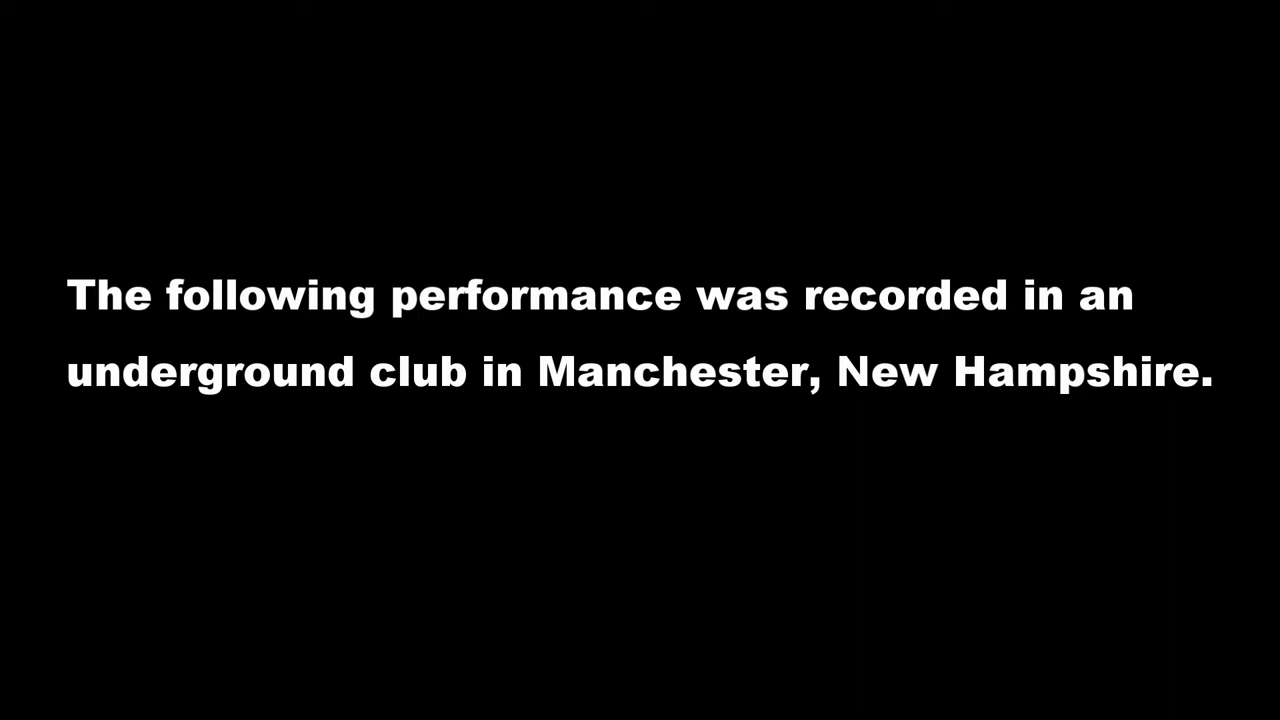 The following performance was recorded in an
underground club in Manchester, New Hampshire.